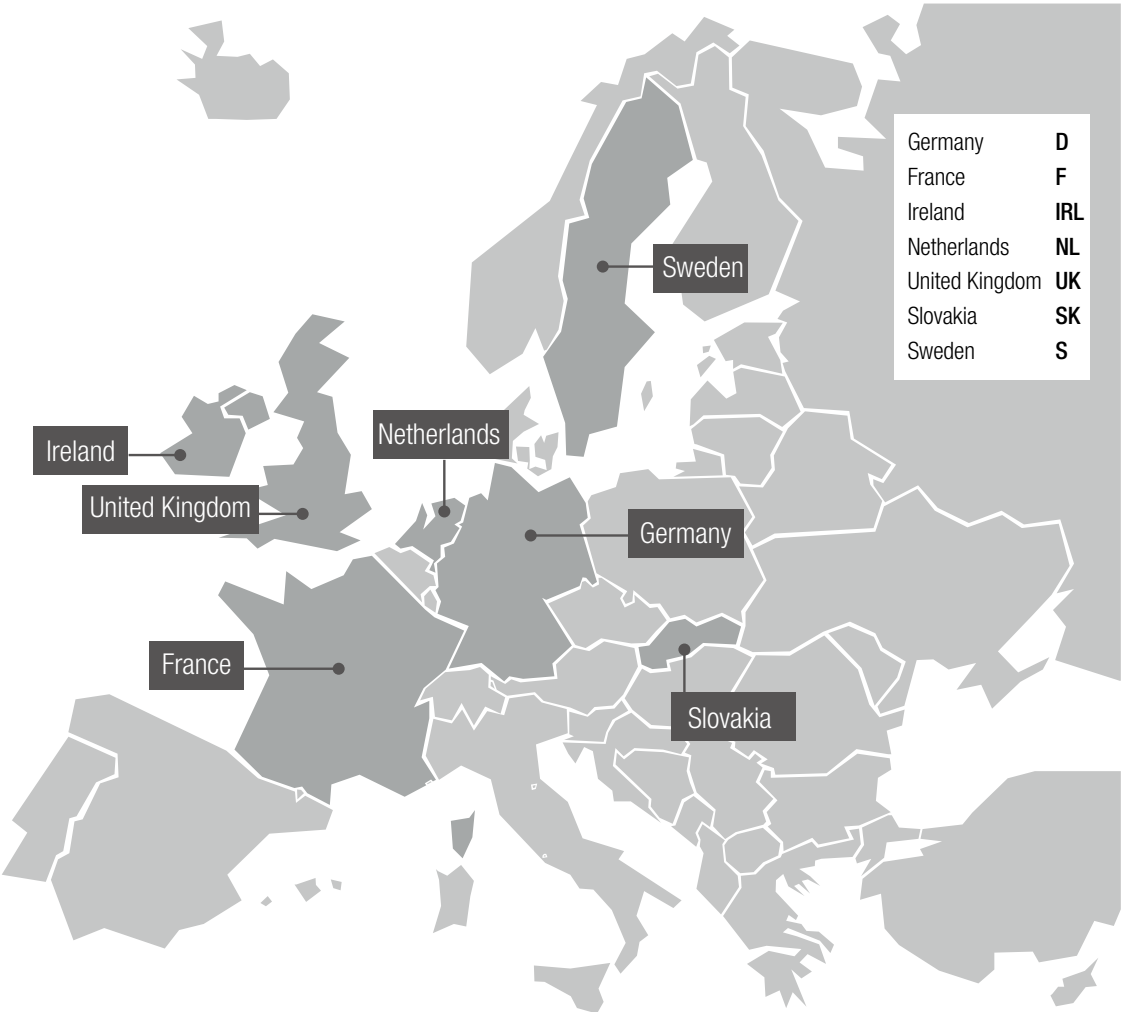 Germany D
France F
Ireland IRL
Netherlands NL
United Kingdom UK
Slovakia SK
Sweden S
Sweden
Netherlands
Ireland
United Kingdom
Germany
France
Slovakia